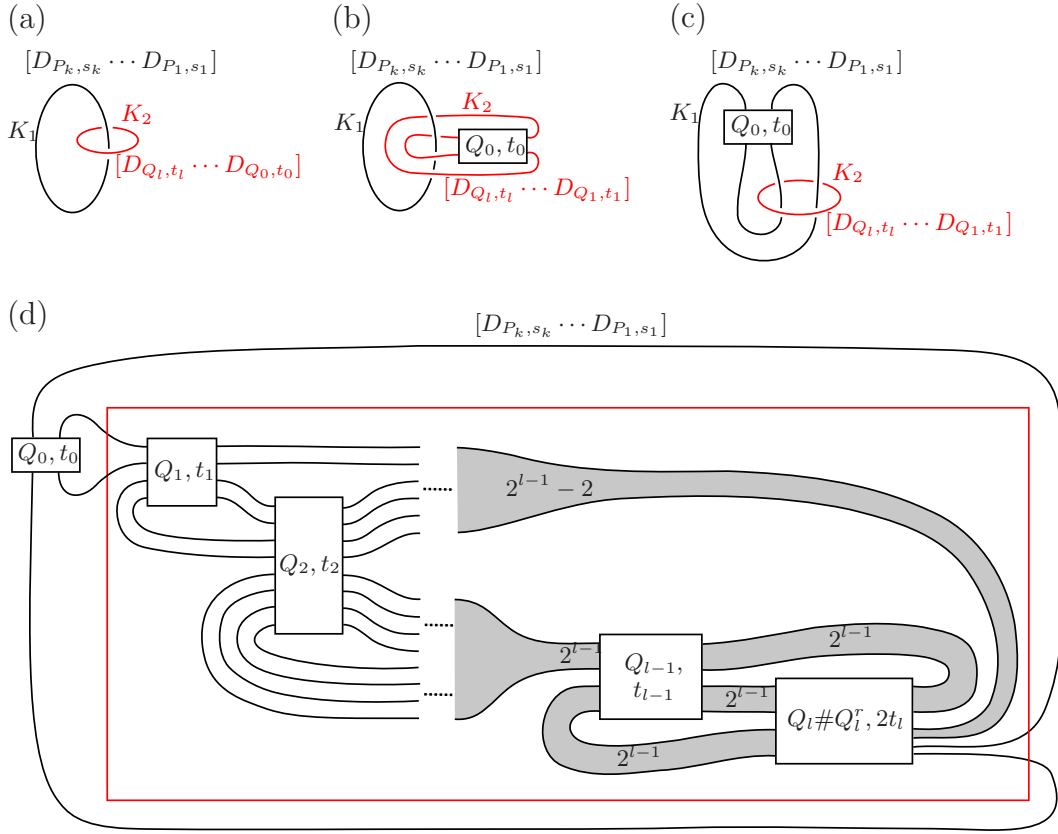 (a)
[D_{P_k,s_k} ⋯ D_{P_1,s_1}]
K_1
K_2
[D_{Q_l,t_l} ⋯ D_{Q_0,t_0}]
(b)
[D_{P_k,s_k} ⋯ D_{P_1,s_1}]
K_1
K_2
Q_0, t_0
[D_{Q_l,t_l} ⋯ D_{Q_1,t_1}]
(c)
[D_{P_k,s_k} ⋯ D_{P_1,s_1}]
K_1
Q_0, t_0
K_2
[D_{Q_l,t_l} ⋯ D_{Q_1,t_1}]
(d)
[D_{P_k,s_k} ⋯ D_{P_1,s_1}]
Q_0, t_0
Q_1, t_1
2^{l-1} − 2
Q_2, t_2
2^{l-1}
Q_{l-1},
t_{l-1}
2^{l-1}
2^{l-1}
Q_l#Q_l^r, 2t_l
2^{l-1}